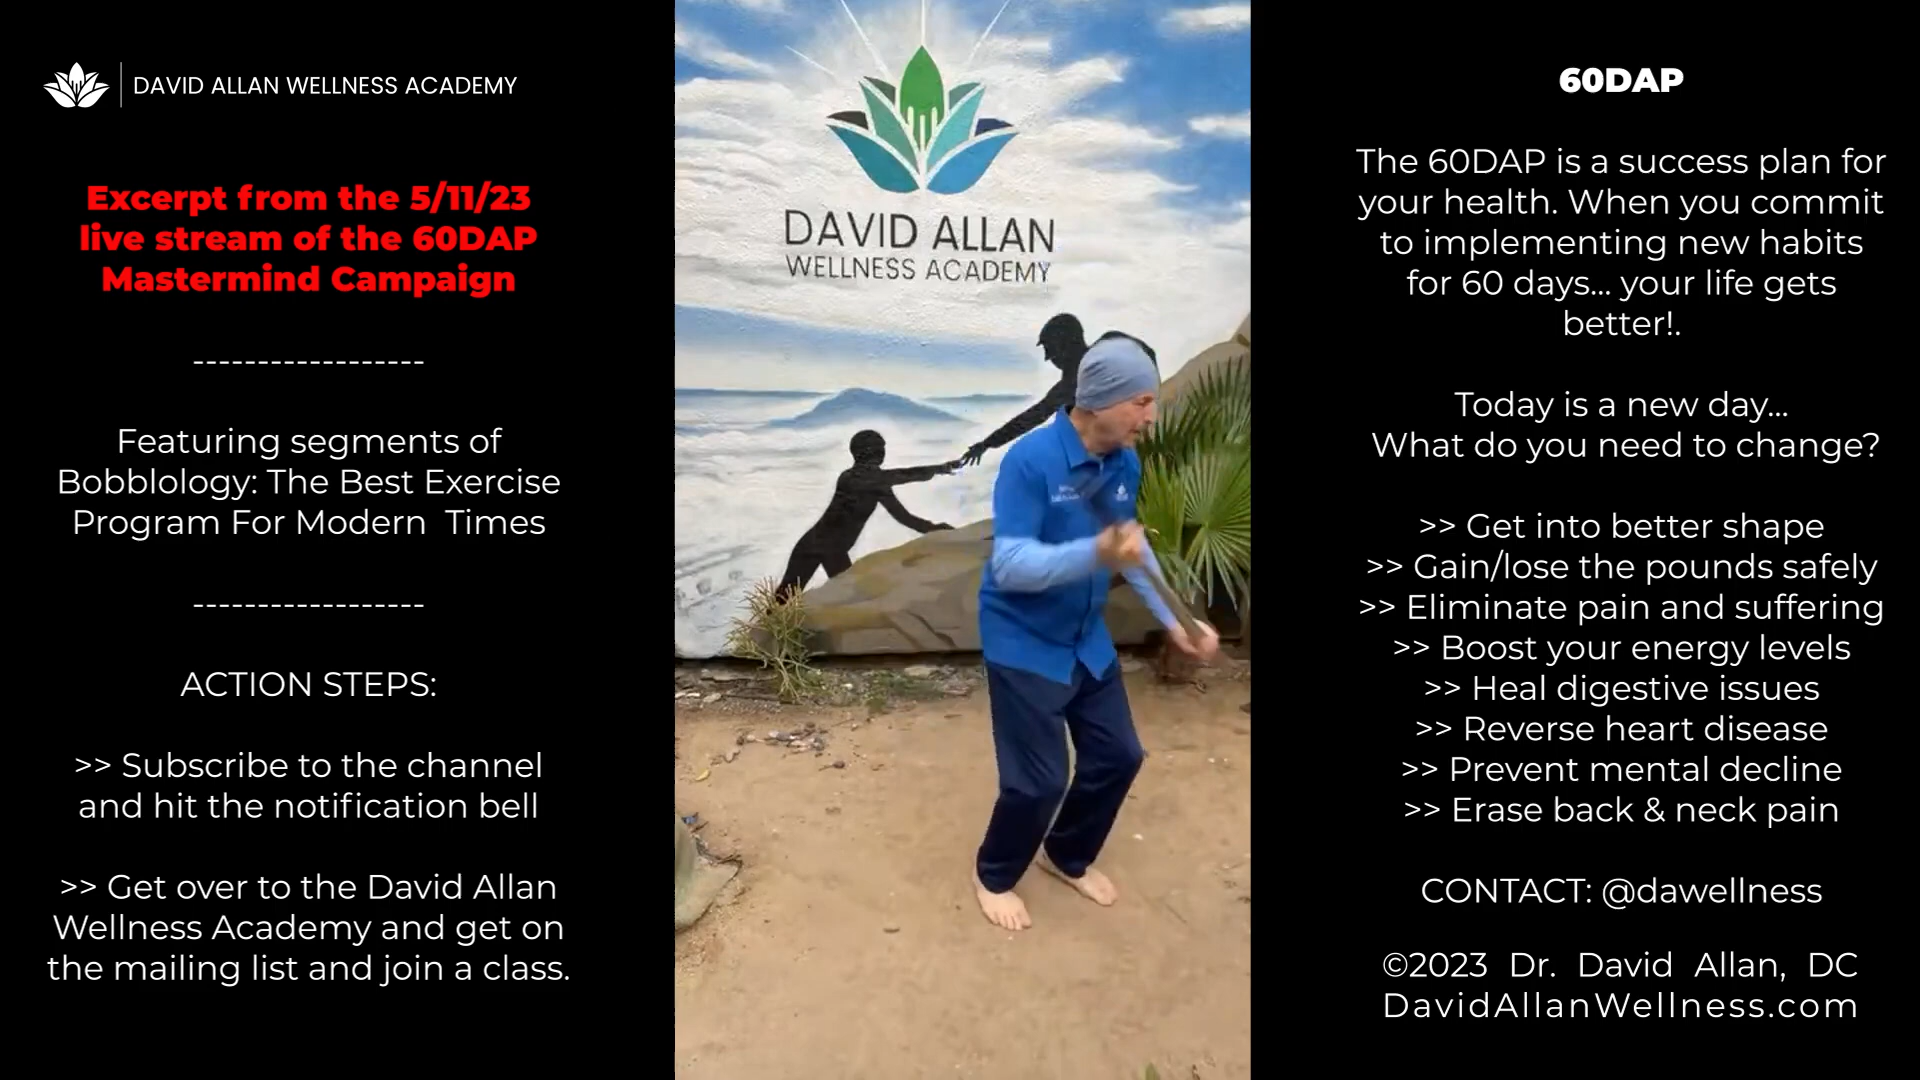 DAVID ALLAN WELLNESS ACADEMY
Excerpt from the 5/11/23
live stream of the 60DAP
Mastermind Campaign
------------------
Featuring segments of
Bobblology: The Best Exercise
Program For Modern Times
------------------
ACTION STEPS:
>> Subscribe to the channel
and hit the notification bell
>> Get over to the David Allan
Wellness Academy and get on
the mailing list and join a class.
DAVID ALLAN
WELLNESS ACADEMY
60DAP
The 60DAP is a success plan for
your health. When you commit
to implementing new habits
for 60 days... your life gets
better!.
Today is a new day...
What do you need to change?
>> Get into better shape
>> Gain/lose the pounds safely
>> Eliminate pain and suffering
>> Boost your energy levels
>> Heal digestive issues
>> Reverse heart disease
>> Prevent mental decline
>> Erase back & neck pain
CONTACT: @dawellness
©2023 Dr. David Allan, DC
DavidAllanWellness.com